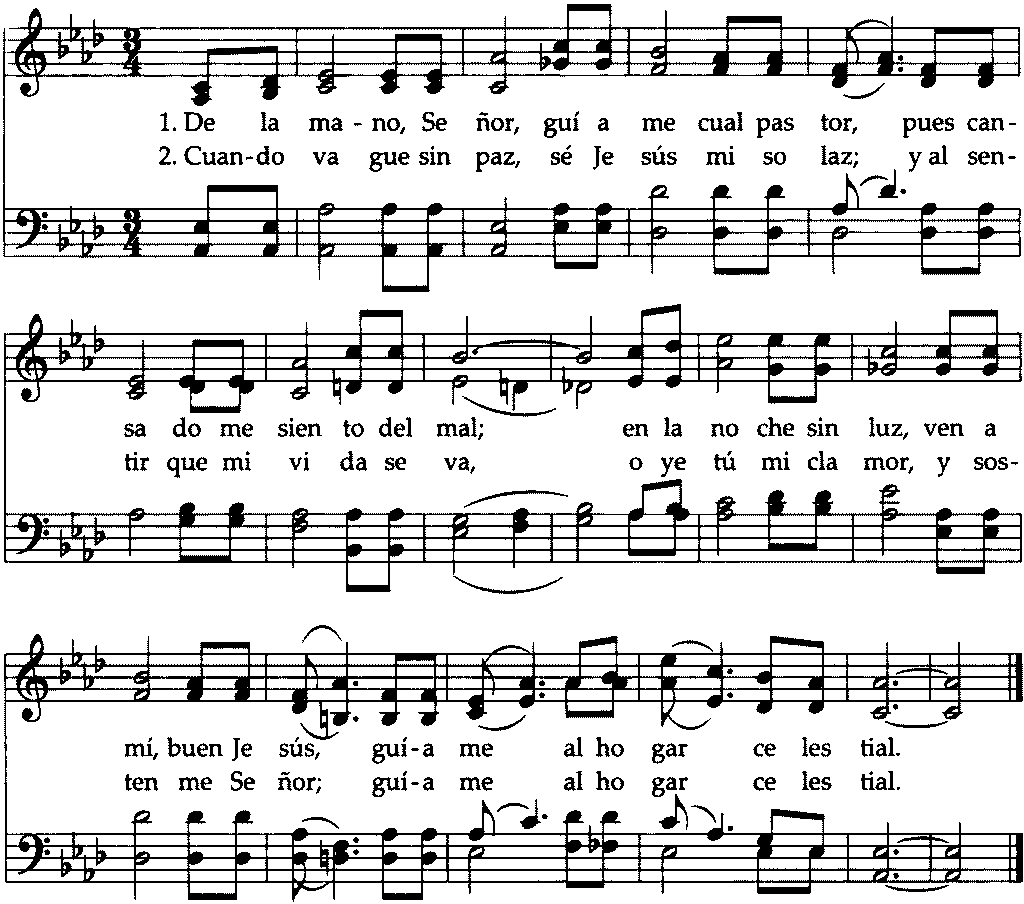 1. De la ma - no, Se ñor, guí a me cual pas tor, pues can-
2. Cuan-do va gue sin paz, sé Je sús mi so laz; y al sen-
sa do me sien to del mal; en la no che sin luz, ven a
tir que mi vi da se va, o ye tú mi cla mor, y sos-
mí, buen Je sús, guí-a me al ho gar ce les tial.
ten me Se ñor; guí-a me al ho gar ce les tial.